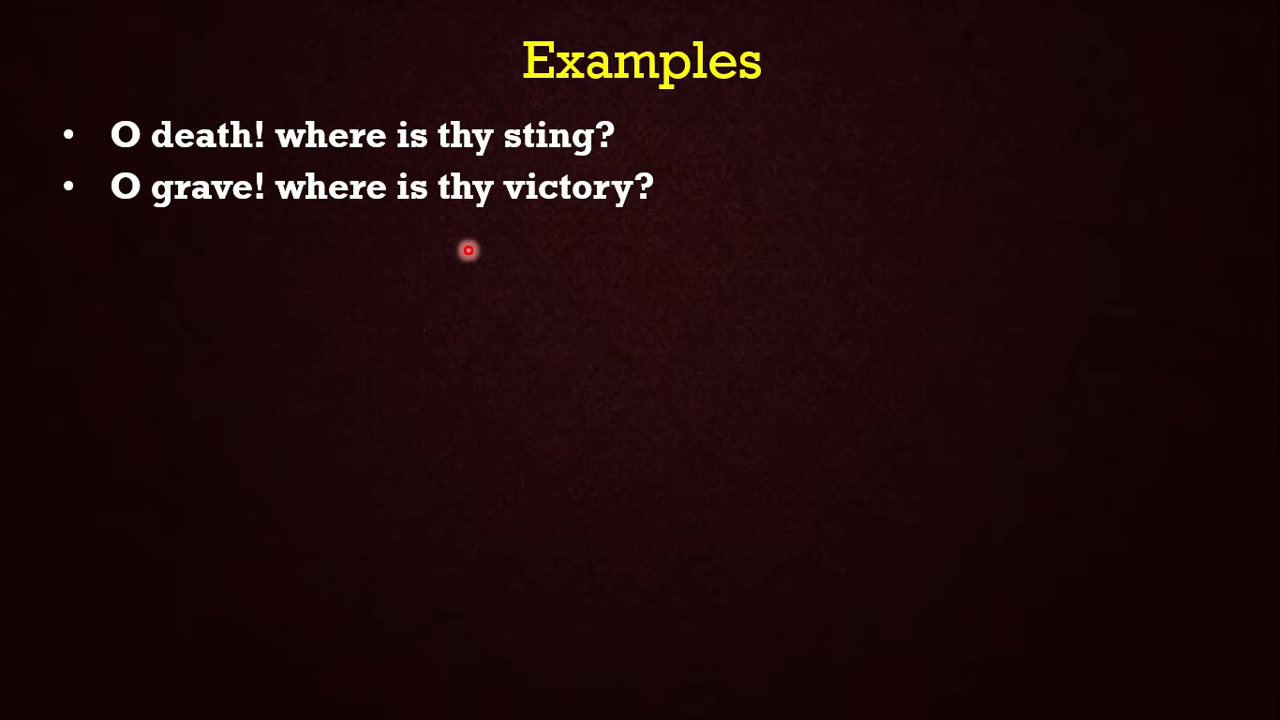 Examples
• O death! where is thy sting?
• O grave! where is thy victory?